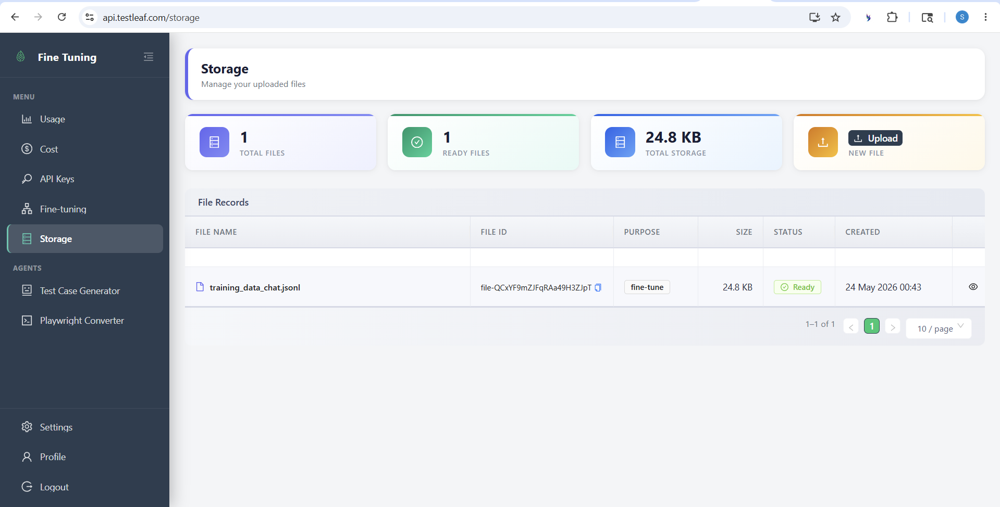 api.testleaf.com/storage
S
Fine Tuning
MENU
Usage
Cost
API Keys
Fine-tuning
Storage
AGENTS
Test Case Generator
Playwright Converter
Settings
Profile
Logout
Storage
Manage your uploaded files
1
TOTAL FILES
1
READY FILES
24.8 KB
TOTAL STORAGE
Upload
NEW FILE
File Records
FILE NAME FILE ID PURPOSE SIZE STATUS CREATED
training_data_chat.jsonl file-QCxYF9mZJFqRAa49H3ZJpT fine-tune 24.8 KB Ready 24 May 2026 00:43
1–1 of 1 < 1 > 10 / page